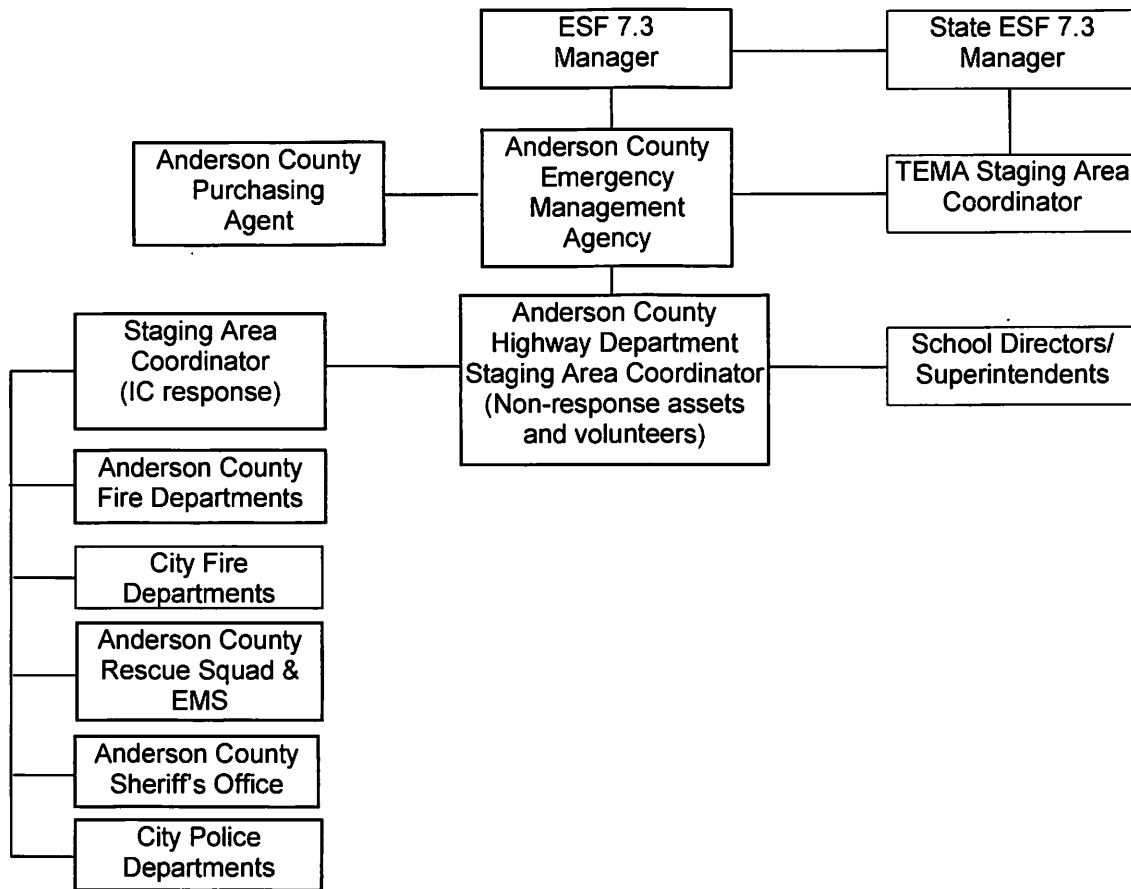 ESF 7.3
Manager
State ESF 7.3
Manager
Anderson County
Purchasing
Agent
Anderson County
Emergency
Management
Agency
TEMA Staging Area
Coordinator
Staging Area
Coordinator
(IC response)
Anderson County
Highway Department
Staging Area Coordinator
(Non-response assets
and volunteers)
School Directors/
Superintendents
Anderson County
Fire Departments
City Fire
Departments
Anderson County
Rescue Squad &
EMS
Anderson County
Sheriff's Office
City Police
Departments